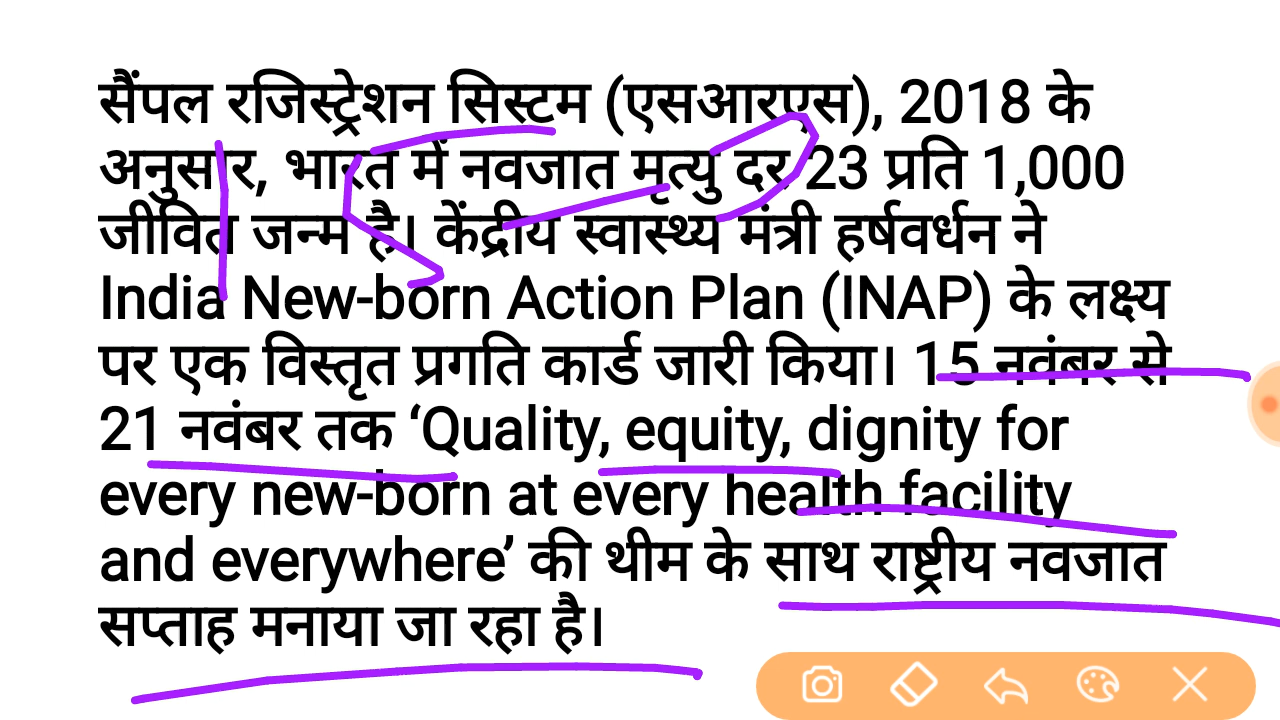 सैंपल रजिस्ट्रेशन सिस्टम (एसआरएस), 2018 के
अनुसार, भारत में नवजात मृत्यु दर 23 प्रति 1,000
जीवित जन्म है। केंद्रीय स्वास्थ्य मंत्री हर्षवर्धन ने
India New-born Action Plan (INAP) के लक्ष्य
पर एक विस्तृत प्रगति कार्ड जारी किया। 15 नवंबर से
21 नवंबर तक ‘Quality, equity, dignity for
every new-born at every health facility
and everywhere’ की थीम के साथ राष्ट्रीय नवजात
सप्ताह मनाया जा रहा है।